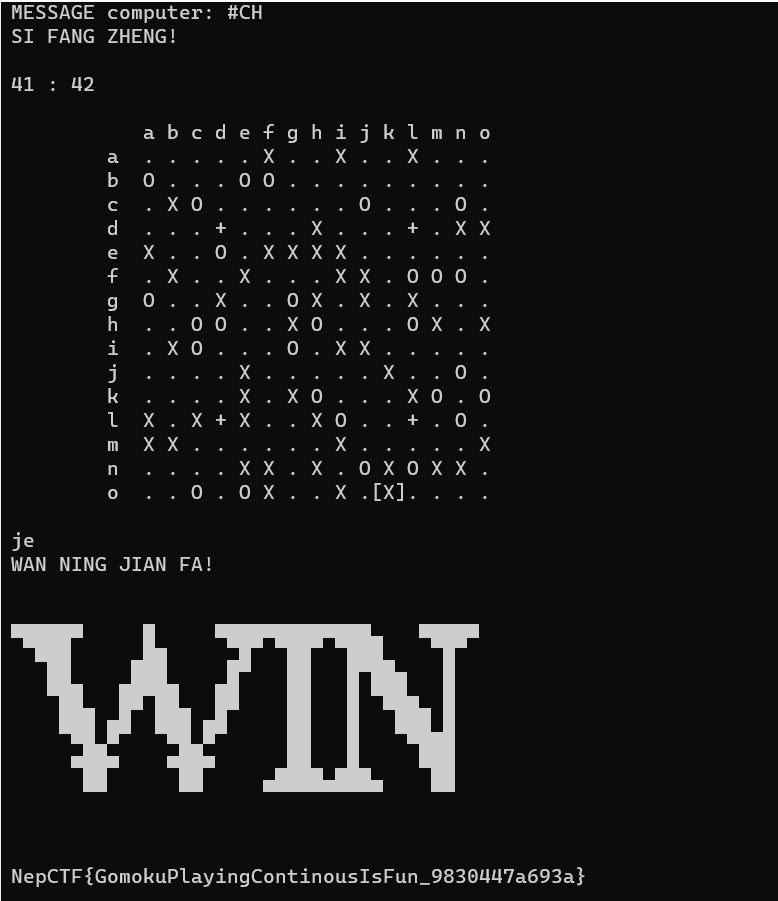 MESSAGE computer: #CH
SI FANG ZHENG!
41 : 42
a b c d e f g h i j k l m n o
a . . . . . X . . X . . X . . .
b O . . . O O . . . . . . . . .
c . X O . . . . . . O . . . O .
d . . . + . . . X . . . + . X X
e X . . O . X X X X . . . . . .
f . X . . X . . . X X . O O O .
g O . . X . . O X . X . X . . .
h . . O O . . X O . . . O X . X
i . X O . . . O . X X . . . . .
j . . . . X . . . . . X . . O .
k . . . . X . X O . . . X O . O
l X . X + X . . X O . . + . O .
m X X . . . . . . X . . . . . X
n . . . . X X . X . O X O X X .
o . . O . O X . . X .[X]. . . .
je
WAN NING JIAN FA!
WIN
NepCTF{GomokuPlayingContinousIsFun_9830447a693a}